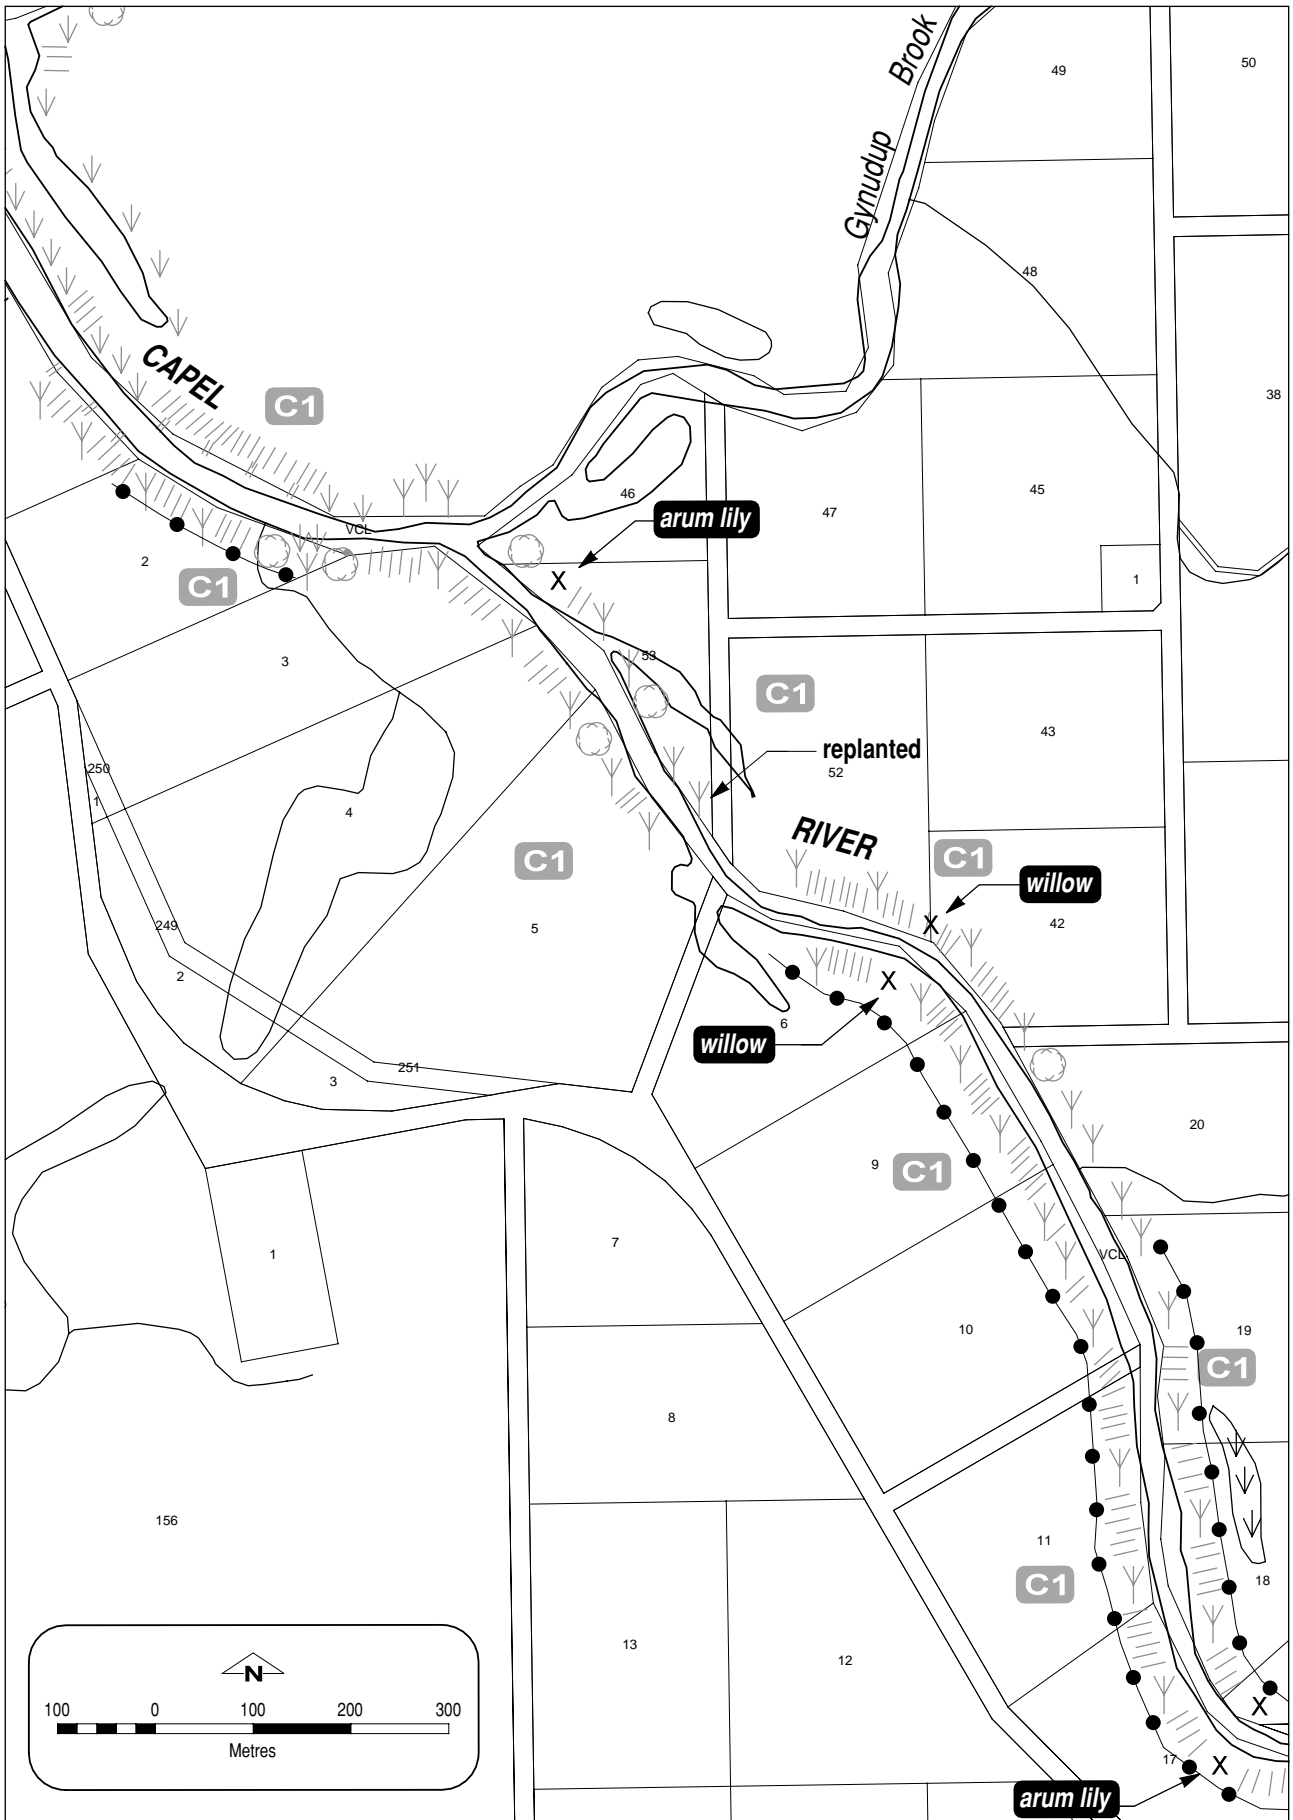 Gynudup Brook
49
50
48
38
CAPEL
C1
46
arum lily
47
45
VCL
2
C1
1
3
53
C1
43
replanted
52
250
1
4
RIVER
C1
C1
willow
42
5
249
2
6
willow
251
3
20
9
C1
7
1
VCL
10
19
C1
8
156
11
C1
18
13
12
N
100 0 100 200 300
Metres
17
arum lily
X
X
X
X
X